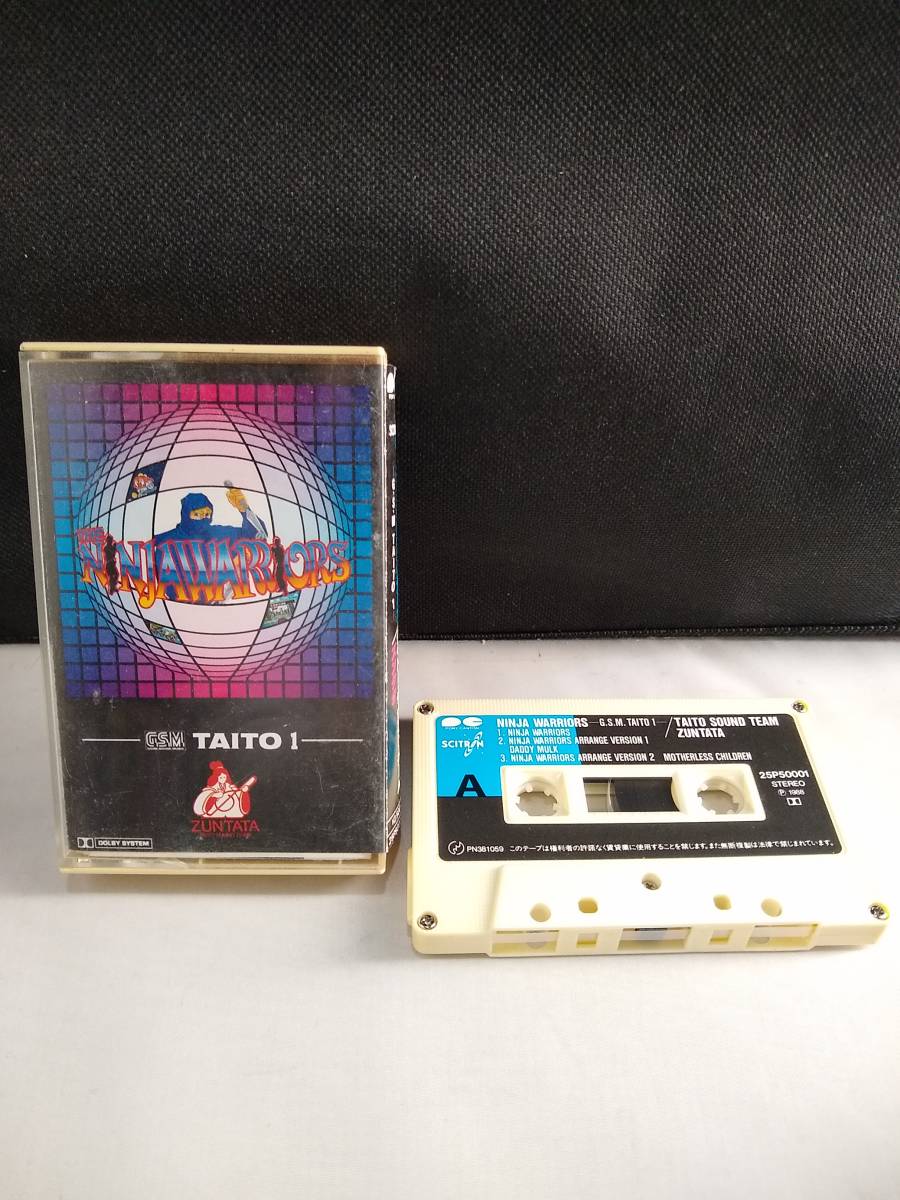 THE
NINJAWARRIORS
G.S.M. TAITO 1
ZUNTATA
DOLBY SYSTEM
PONY CANYON
SCITRON
NINJA WARRIORS —G.S.M. TAITO 1— / TAITO SOUND TEAM
ZUNTATA
1. NINJA WARRIORS
2. NINJA WARRIORS ARRANGE VERSION 1
DADDY MULK
3. NINJA WARRIORS ARRANGE VERSION 2 MOTHERLESS CHILDREN
A
25P50001
STEREO
Ⓟ 1988
PN381059 このテープは権利者の許諾なく賃貸業に使用することを禁じます。また無断複製は法律で禁じられています。